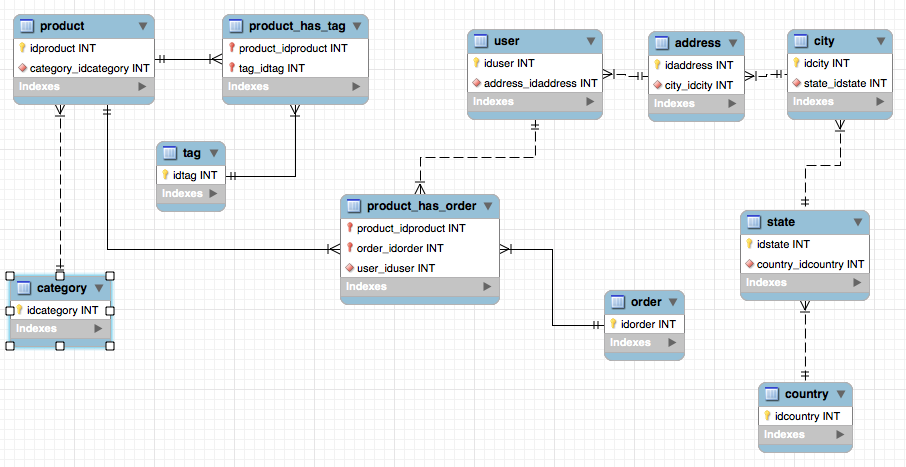 product
idproduct INT
category_idcategory INT
Indexes
product_has_tag
product_idproduct INT
tag_idtag INT
Indexes
tag
idtag INT
Indexes
category
idcategory INT
Indexes
user
iduser INT
address_idaddress INT
Indexes
address
idaddress INT
city_idcity INT
Indexes
city
idcity INT
state_idstate INT
Indexes
product_has_order
product_idproduct INT
order_idorder INT
user_iduser INT
Indexes
order
idorder INT
Indexes
state
idstate INT
country_idcountry INT
Indexes
country
idcountry INT
Indexes